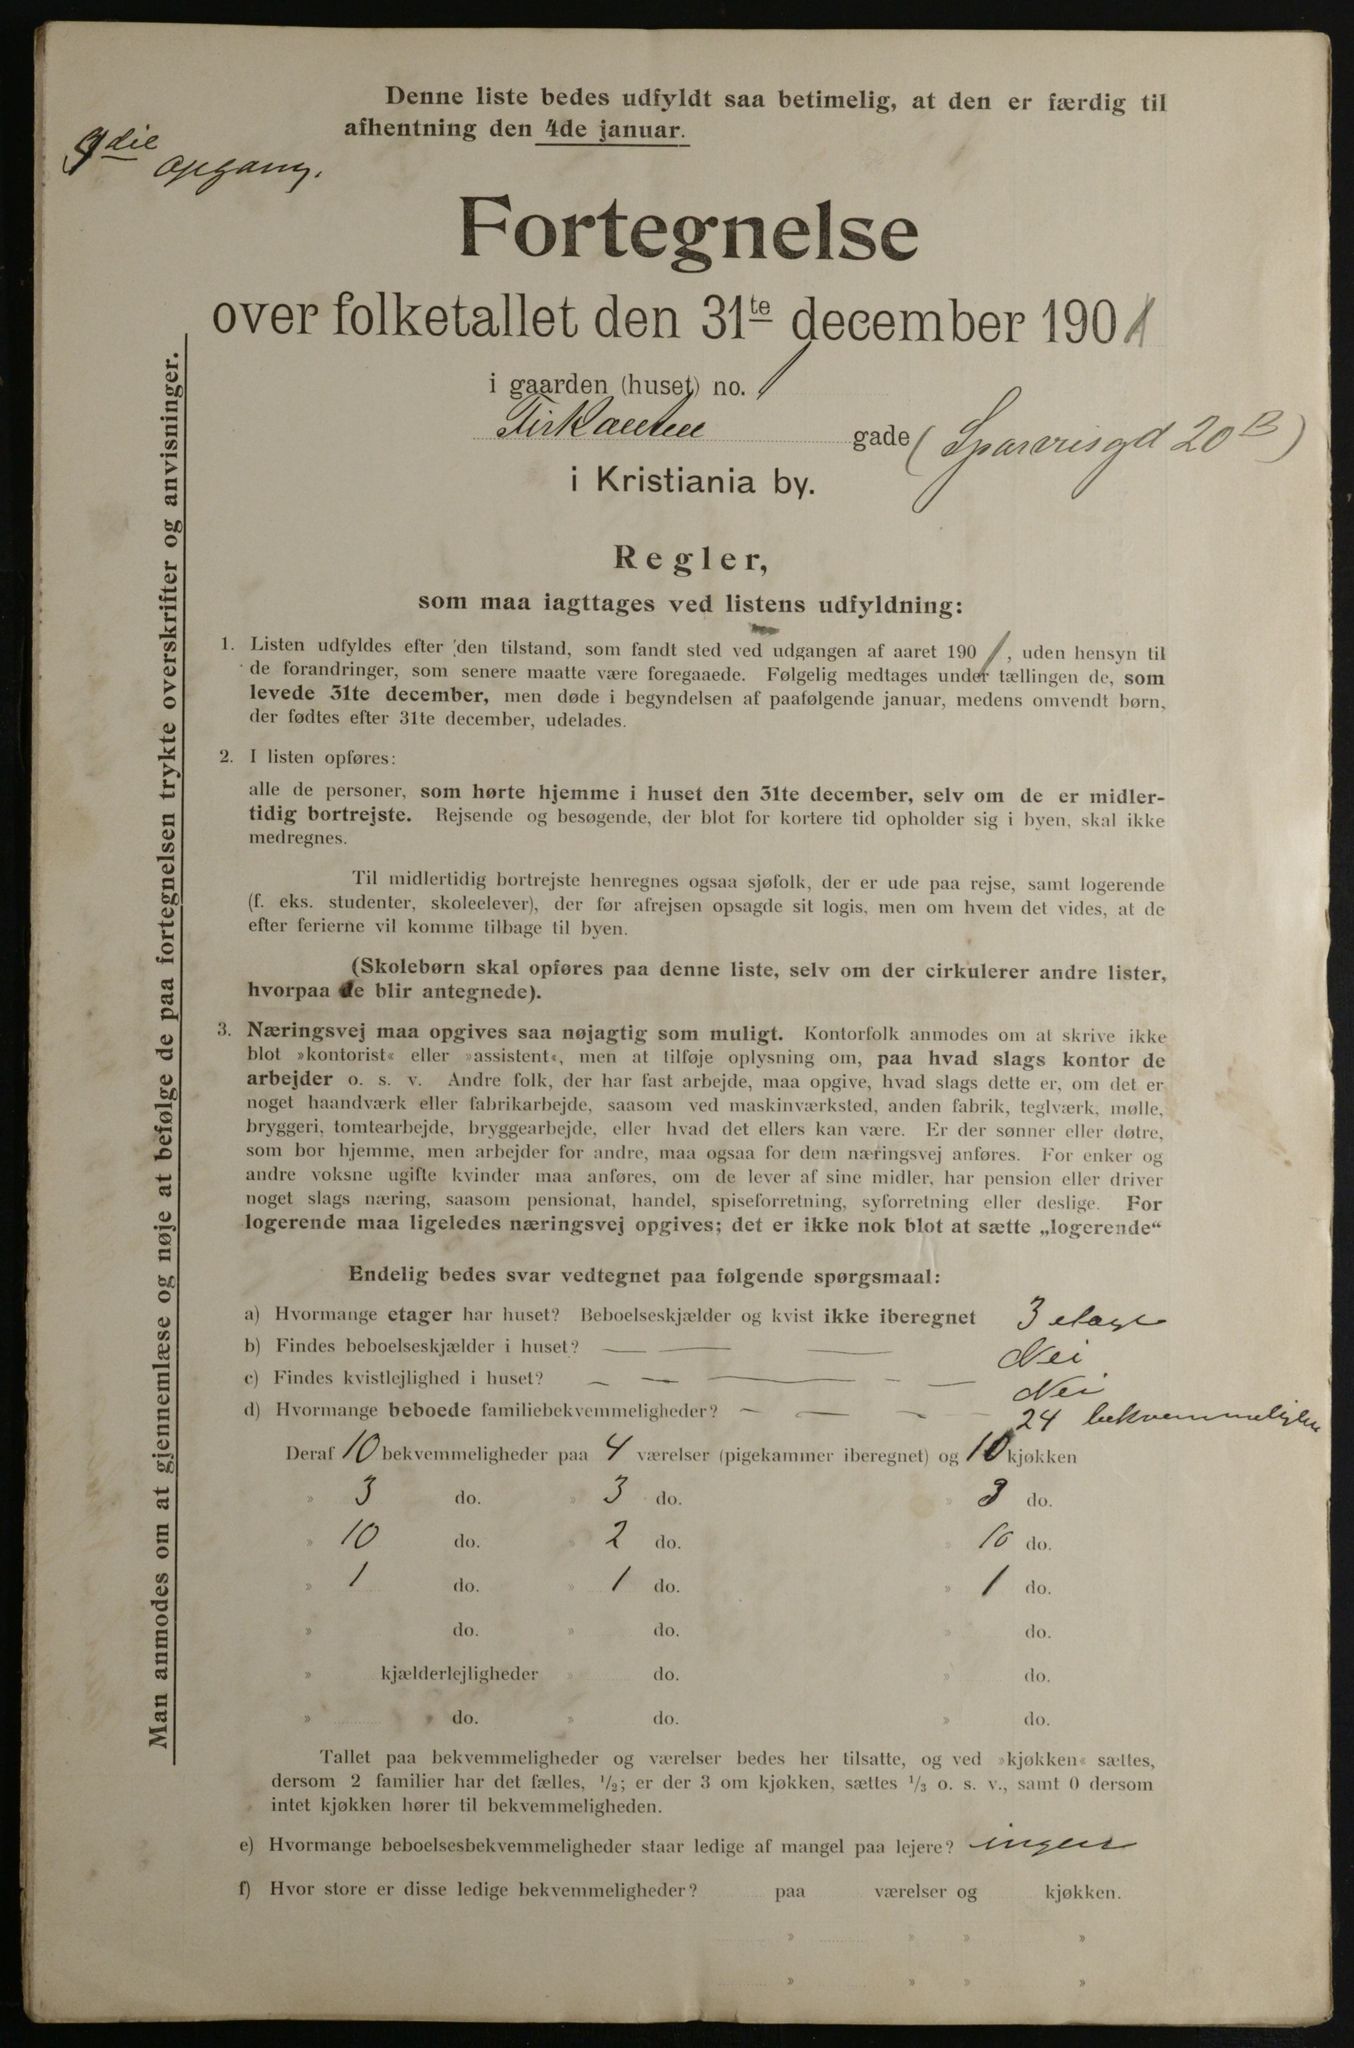 Denne liste bedes udfyldt saa betimelig, at den er færdig til
afhentning den 4de januar.
die
opgang.
Fortegnelse
over folketallet den 31te december 1901
i gaarden (huset) no. 1
Firkanten gade (Sparrisgd 20B)
i Kristiania by.
Regler,
som maa iagttages ved listens udfyldning:
1. Listen udfyldes efter den tilstand, som fandt sted ved udgangen af aaret 1901, uden hensyn til
de forandringer, som senere maatte være foregaaede. Følgelig medtages under tællingen de, som
levede 31te december, men døde i begyndelsen af paafølgende januar, medens omvendt børn,
der fødtes efter 31te december, udelades.
2. I listen opføres:
alle de personer, som hørte hjemme i huset den 31te december, selv om de er midler-
tidig bortrejste. Rejsende og besøgende, der blot for kortere tid opholder sig i byen, skal ikke
medregnes.
Til midlertidig bortrejste henregnes ogsaa sjøfolk, der er ude paa rejse, samt logerende
(f. eks. studenter, skoleelever), der før afrejsen opsagde sit logis, men om hvem det vides, at de
efter ferierne vil komme tilbage til byen.
(Skolebørn skal opføres paa denne liste, selv om der cirkulerer andre lister,
hvorpaa de blir antegnede).
3. Næringsvej maa opgives saa nøjagtig som muligt. Kontorfolk anmodes om at skrive ikke
blot »kontorist« eller »assistent«, men at tilføje oplysning om, paa hvad slags kontor de
arbejder o. s. v. Andre folk, der har fast arbejde, maa opgive, hvad slags dette er, om det er
noget haandværk eller fabrikarbejde, saasom ved maskinværksted, anden fabrik, teglværk, mølle,
bryggeri, tomtearbejde, bryggearbejde, eller hvad det ellers kan være. Er der sønner eller døtre,
som bor hjemme, men arbejder for andre, maa ogsaa for dem næringsvej anføres. For enker og
andre voksne ugifte kvinder maa anføres, om de lever af sine midler, har pension eller driver
noget slags næring, saasom pensionat, handel, spiseforretning, syforretning eller deslige. For
logerende maa ligeledes næringsvej opgives; det er ikke nok blot at sætte „logerende“
Endelig bedes svar vedtegnet paa følgende spørgsmaal:
a) Hvormange etager har huset? Beboelseskjælder og kvist ikke iberegnet 3 etage
b) Findes beboelseskjælder i huset? Nei
c) Findes kvistlejlighed i huset? Nei
d) Hvormange beboede familiebekvemmeligheder? 24 bekvemmeligheder
Deraf 10 bekvemmeligheder paa 4 værelser (pigekammer iberegnet) og 10 kjøkken
» 3 do. » 3 do. » 3 do.
» 10 do. » 2 do. » 10 do.
» 1 do. » 1 do. » 1 do.
» do. » do. » do.
» kjælderlejligheder » do. » do.
» do. » do. » do.
Tallet paa bekvemmeligheder og værelser bedes her tilsatte, og ved »kjøkken« sættes,
dersom 2 familier har det fælles, 1/2; er der 3 om kjøkken, sættes 1/3 o. s. v., samt 0 dersom
intet kjøkken hører til bekvemmeligheden.
e) Hvormange beboelsesbekvemmeligheder staar ledige af mangel paa lejere? ingen
f) Hvor store er disse ledige bekvemmeligheder? paa værelser og kjøkken.
» » » »
» » » »
Man anmodes om at gjennemlæse og nøje at befølge de paa fortegnelsen trykte overskrifter og anvisninger.